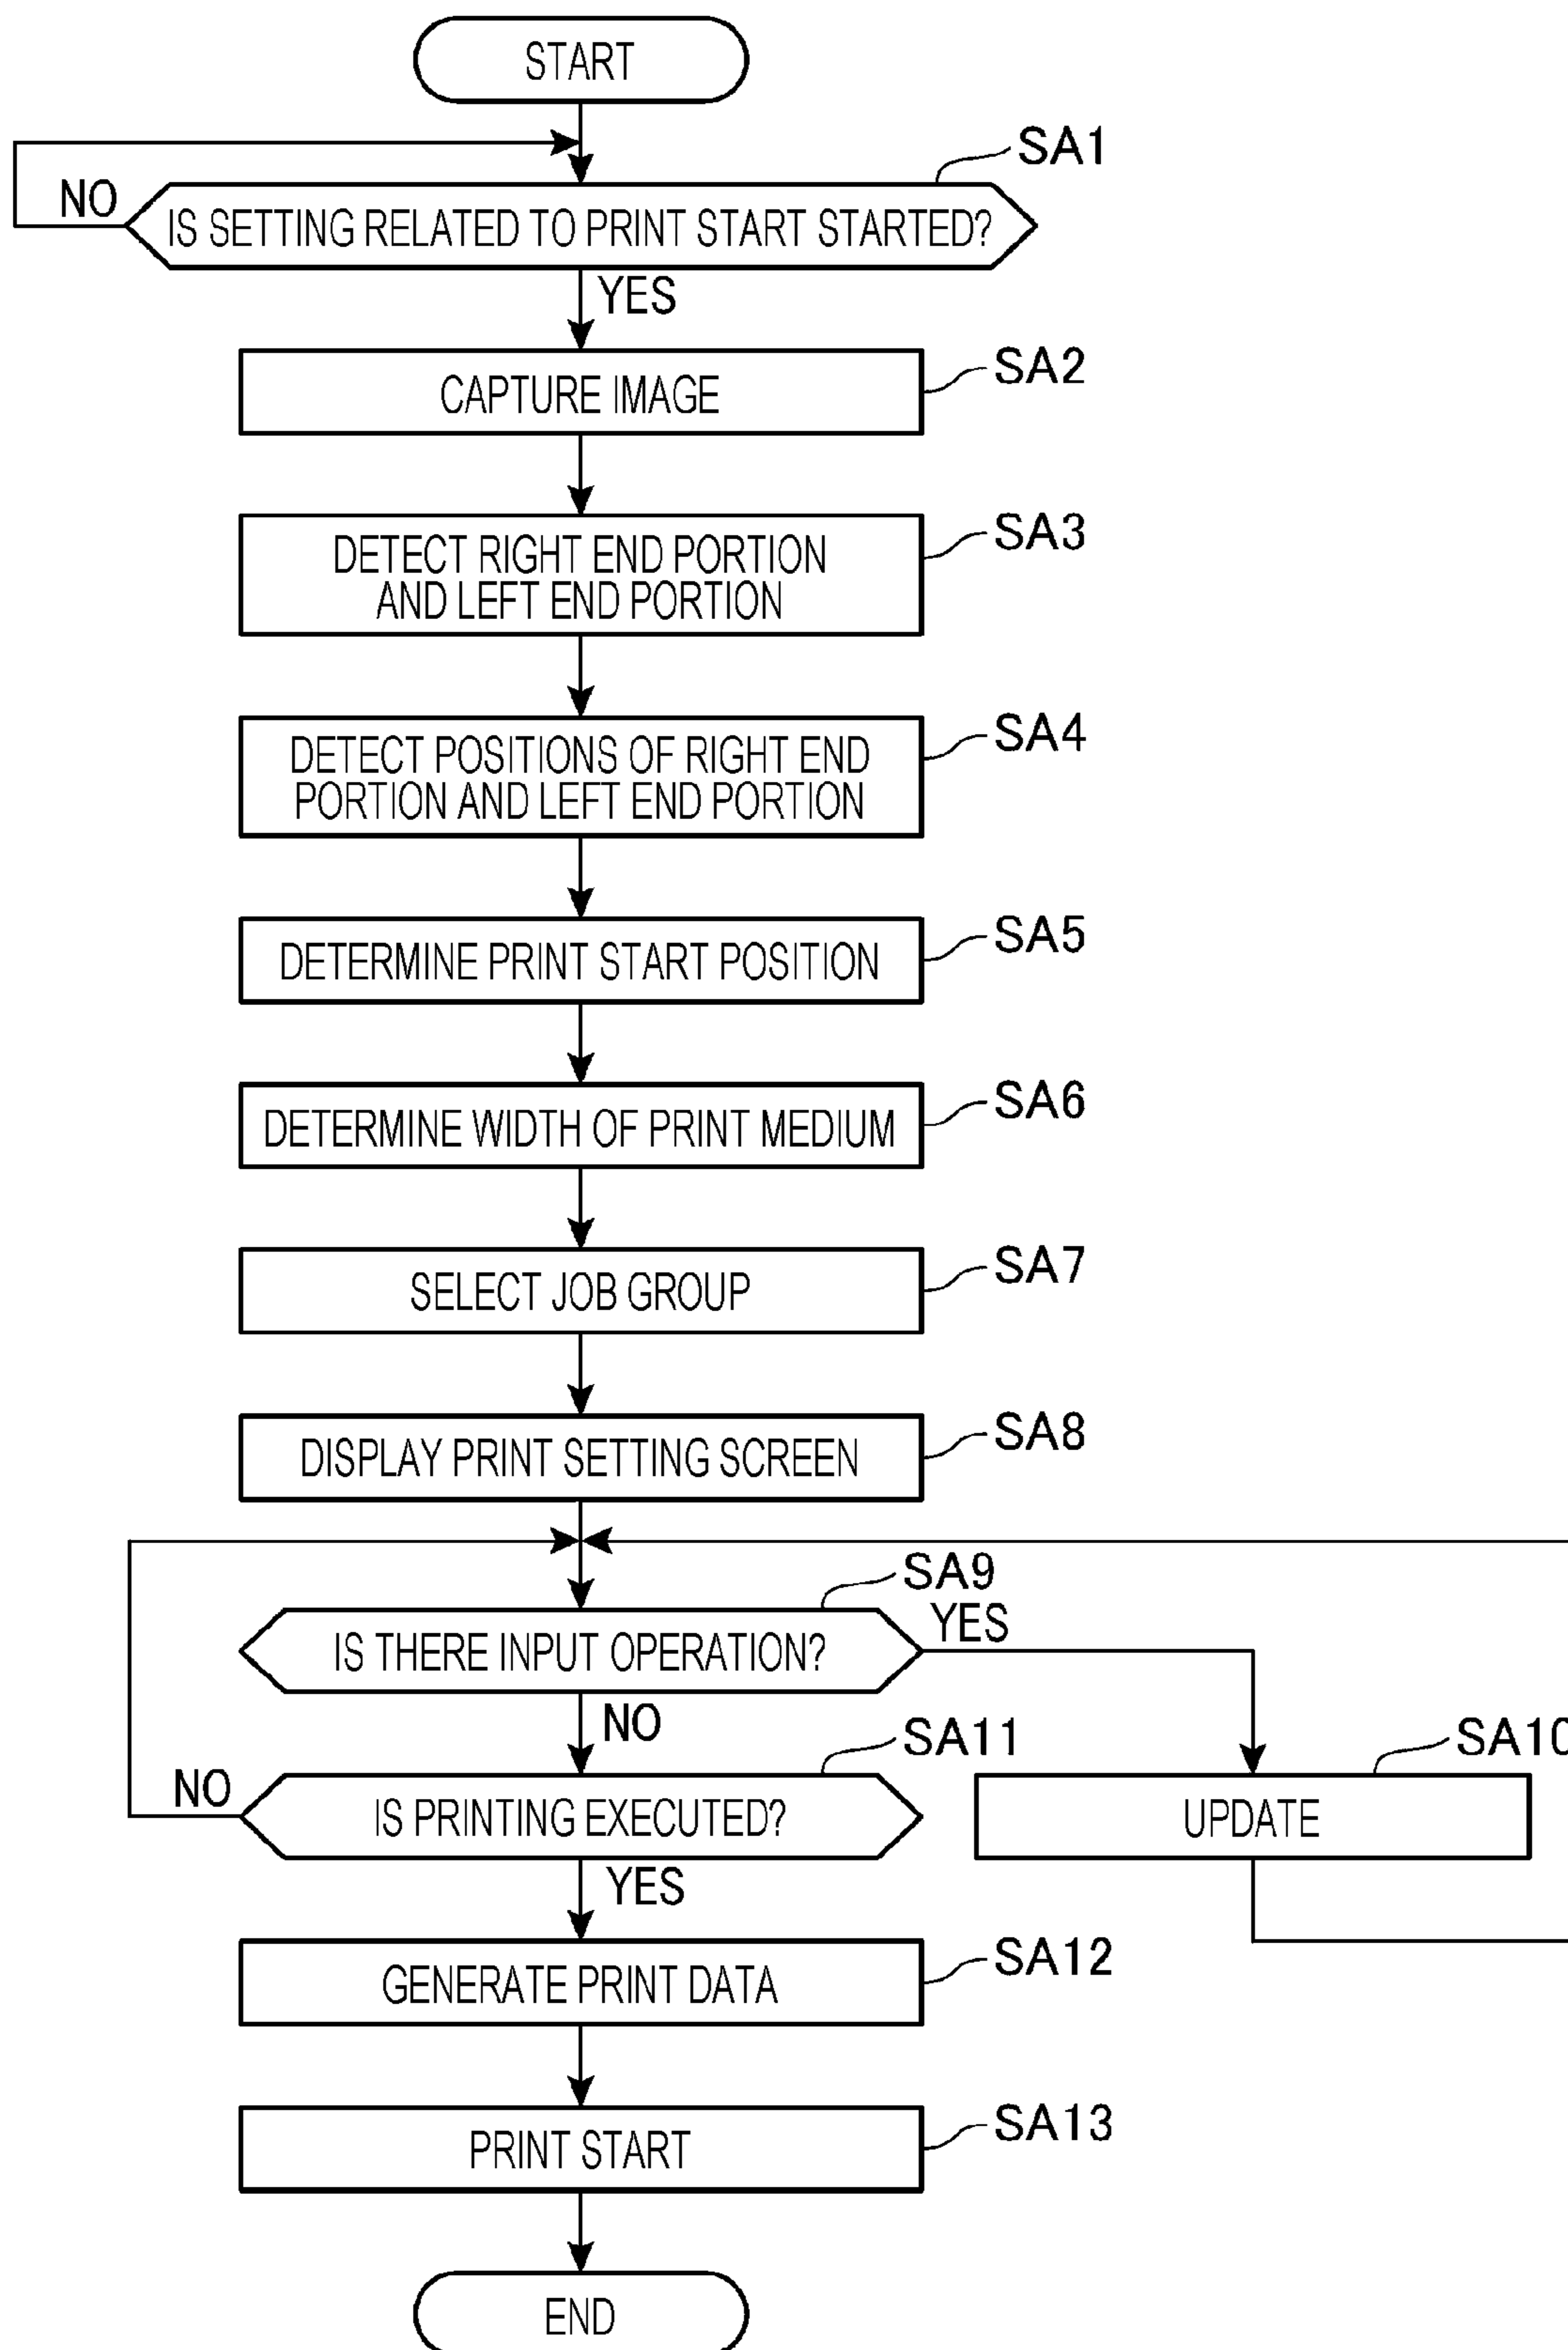 START
SA1
NO
IS SETTING RELATED TO PRINT START STARTED?
YES
SA2
CAPTURE IMAGE
SA3
DETECT RIGHT END PORTION
AND LEFT END PORTION
SA4
DETECT POSITIONS OF RIGHT END
PORTION AND LEFT END PORTION
SA5
DETERMINE PRINT START POSITION
SA6
DETERMINE WIDTH OF PRINT MEDIUM
SA7
SELECT JOB GROUP
SA8
DISPLAY PRINT SETTING SCREEN
SA9
YES
IS THERE INPUT OPERATION?
NO
SA11
SA10
NO
IS PRINTING EXECUTED?
UPDATE
YES
SA12
GENERATE PRINT DATA
SA13
PRINT START
END